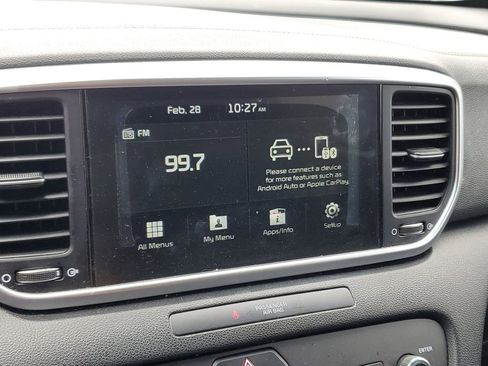 Feb. 28 10:27 AM
FM
99.7
Please connect a device
for more features such as
Android Auto or Apple CarPlay.
All Menus My Menu Apps/Info Setup
PASSENGER
AIR BAG
ENTER